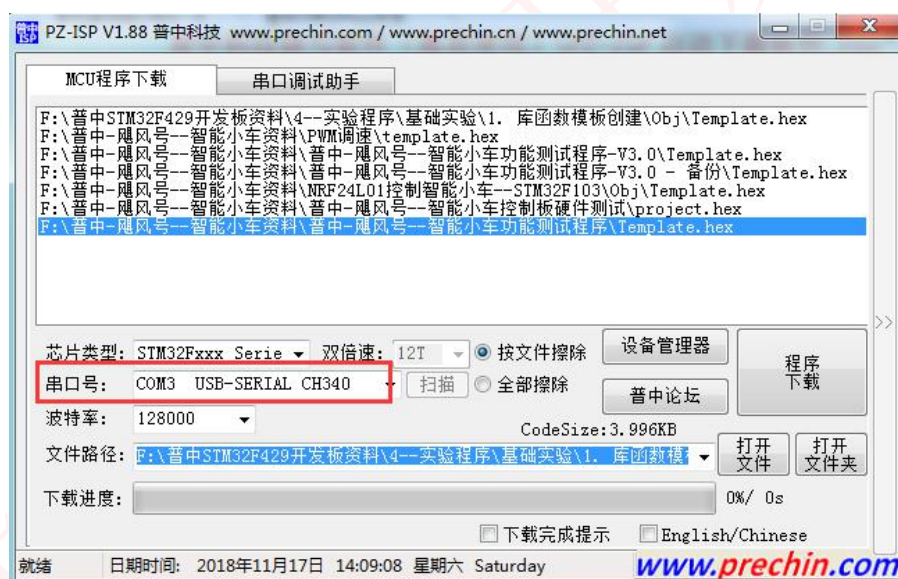 PZ-ISP V1.88 普中科技 www.prechin.com / www.prechin.cn / www.prechin.net
MCU程序下载 串口调试助手
F:\普中STM32F429开发板资料\4--实验程序\基础实验\1. 库函数模板创建\Obj\Template.hex
F:\普中-飓风号--智能小车资料\PWM调速\template.hex
F:\普中-飓风号--智能小车资料\普中-飓风号--智能小车功能测试程序-V3.0\Template.hex
F:\普中-飓风号--智能小车资料\普中-飓风号--智能小车功能测试程序-V3.0 - 备份\Template.hex
F:\普中-飓风号--智能小车资料\NRF24L01控制智能小车--STM32F103\Obj\Template.hex
F:\普中-飓风号--智能小车资料\普中-飓风号--智能小车控制板硬件测试\project.hex
F:\普中-飓风号--智能小车资料\普中-飓风号--智能小车功能测试程序\Template.hex
>>
芯片类型: STM32Fxxx Serie 双倍速: 12T 按文件擦除 设备管理器 程序下载
串口号: COM3 USB-SERIAL CH340 扫描 全部擦除 普中论坛
波特率: 128000
CodeSize:3.996KB
文件路径: F:\普中STM32F429开发板资料\4--实验程序\基础实验\1. 库函数模 打开文件 打开文件夹
下载进度: 0%/ 0s
下载完成提示 English/Chinese
就绪 日期时间: 2018年11月17日 14:09:08 星期六 Saturday www.prechin.com